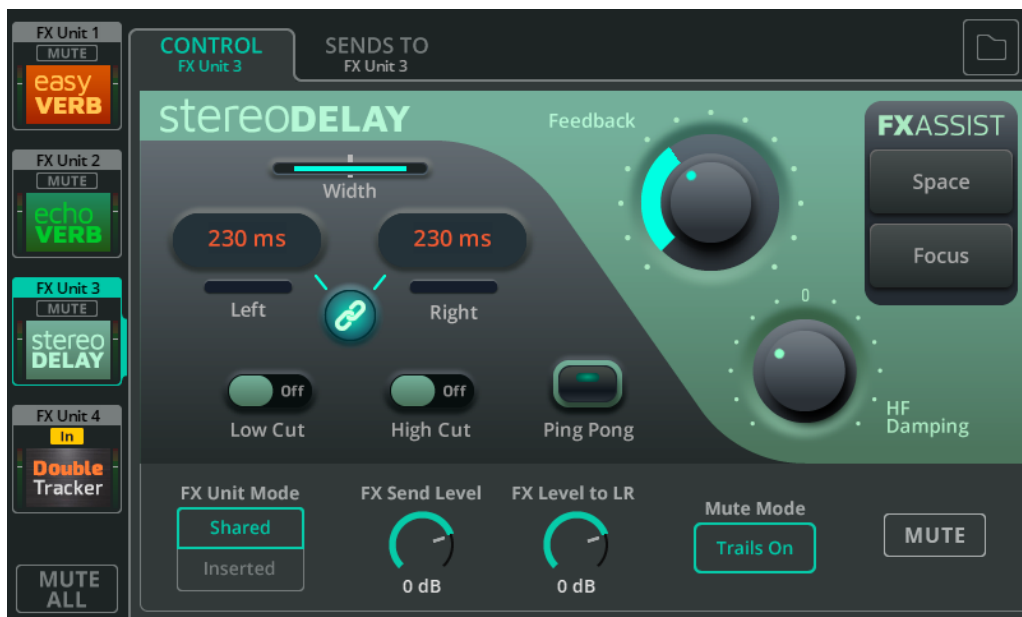 FX Unit 1
MUTE
easy
VERB
FX Unit 2
MUTE
echo
VERB
FX Unit 3
MUTE
stereo
DELAY
FX Unit 4
In
Double
Tracker
MUTE
ALL
CONTROL
FX Unit 3
SENDS TO
FX Unit 3
stereoDELAY
Width
230 ms
230 ms
Left
Right
Off
Low Cut
Off
High Cut
Ping Pong
Feedback
0
HF
Damping
FXASSIST
Space
Focus
FX Unit Mode
Shared
Inserted
FX Send Level
0 dB
FX Level to LR
0 dB
Mute Mode
Trails On
MUTE